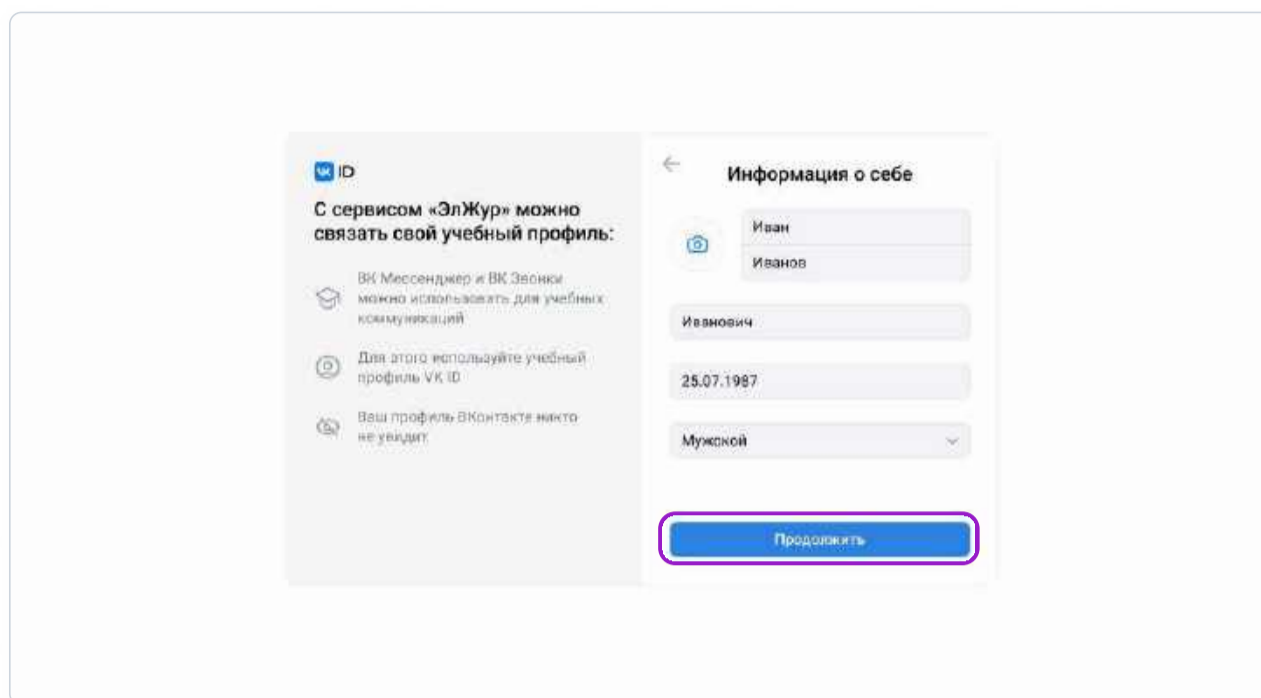 VK ID
С сервисом «ЭлЖур» можно
связать свой учебный профиль:
ВК Мессенджер и ВК Звонки
можно использовать для учебных
коммуникаций
Для этого используйте учебный
профиль VK ID
Ваш профиль ВКонтакте никто
не увидит
Информация о себе
Иван
Иванов
Иванович
25.07.1987
Мужской
Продолжить